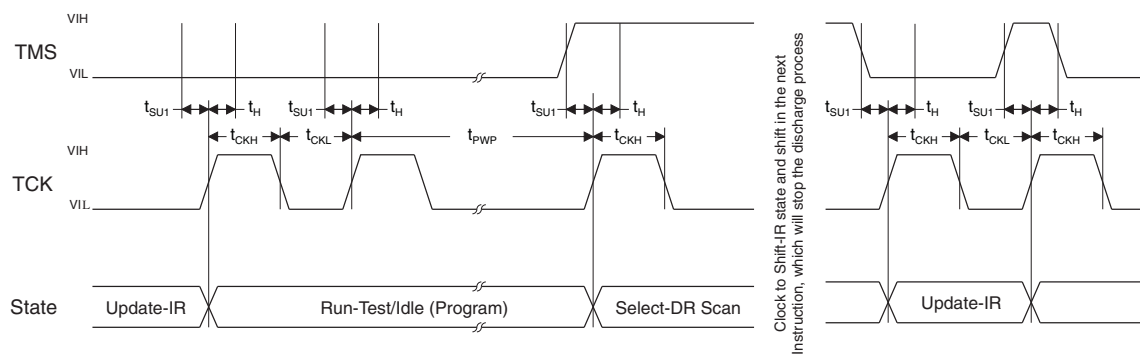 VIH
TMS
VIL
tSU1 tH tSU1 tH tSU1 tH tSU1 tH tSU1 tH
tCKH tCKL tPWP tCKH tCKH tCKL tCKH
VIH
TCK
VIL
State
Update-IR Run-Test/Idle (Program) Select-DR Scan Update-IR
Clock to Shift-IR state and shift in the next
Instruction, which will stop the discharge process